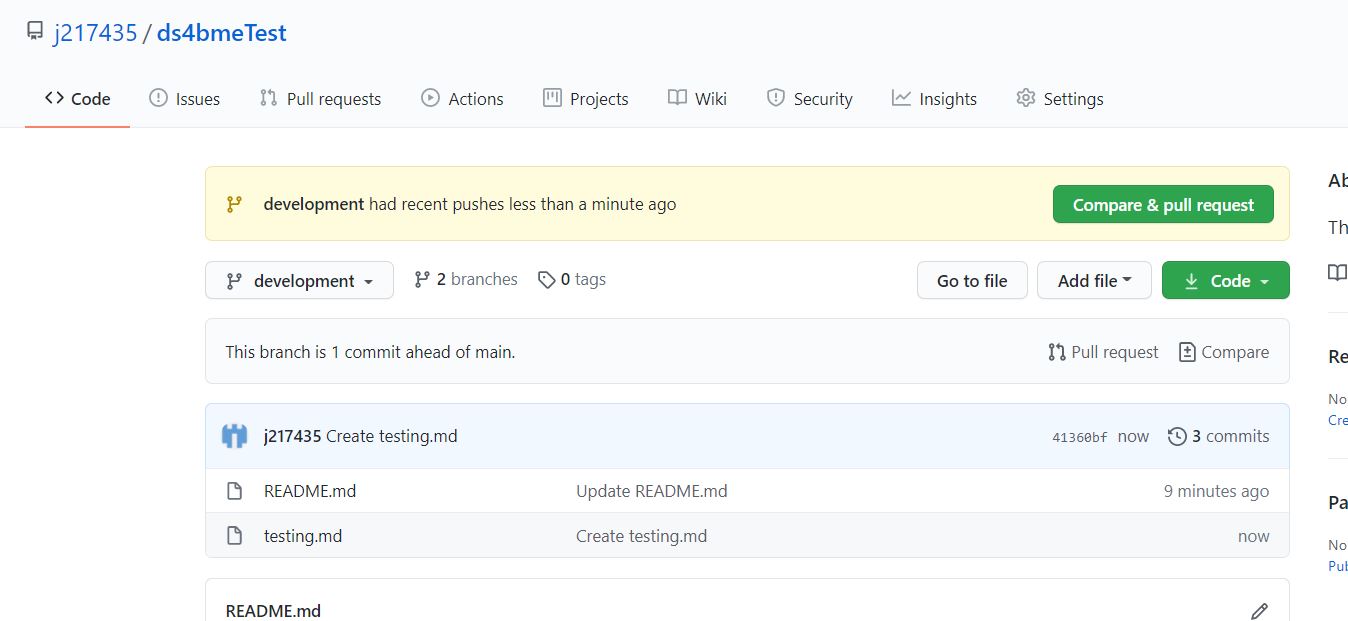 j217435 / ds4bmeTest
Code Issues Pull requests Actions Projects Wiki Security Insights Settings
development had recent pushes less than a minute ago Compare & pull request
development 2 branches 0 tags Go to file Add file Code
This branch is 1 commit ahead of main. Pull request Compare
j217435 Create testing.md 41360bf now 3 commits
README.md Update README.md 9 minutes ago
testing.md Create testing.md now
README.md
Ab
Th
Re
No
Cre
Pa
No
Pub